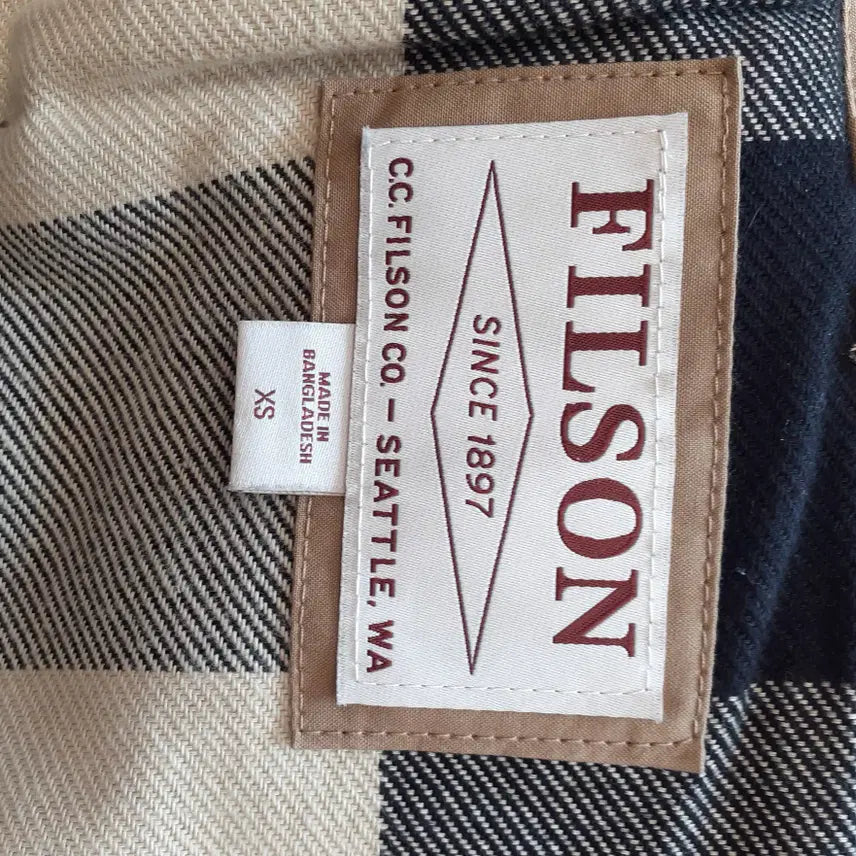 FILSON
SINCE 1897
C.C. FILSON CO. – SEATTLE, WA
MADE IN
BANGLADESH
XS